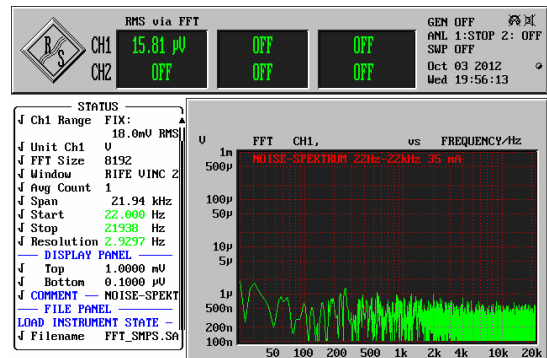 RMS via FFT
R S
CH1 15.81 µV OFF OFF
CH2 OFF OFF OFF
GEN OFF
ANL 1:STOP 2: OFF
SWP OFF
Oct 03 2012
Wed 19:56:13
STATUS
Ch1 Range FIX:
18.0mV RMS
Unit Ch1 V
FFT Size 8192
Window RIFE VINC 2
Avg Count 1
Span 21.94 kHz
Start 22.000 Hz
Stop 21938 Hz
Resolution 2.9297 Hz
DISPLAY PANEL
Top 1.0000 mV
Bottom 0.1000 µV
COMMENT NOISE-SPEKT
FILE PANEL
LOAD INSTRUMENT STATE
Filename FFT_SMPS.SA
V FFT CH1, vs FREQUENCY/Hz
NOISE-SPEKTRUM 22Hz-22kHz 35 mA
1m
500µ
100µ
50µ
10µ
5µ
1µ
500n
200n
100n
50 100 200 500 1k 2k 4k 10k 20k